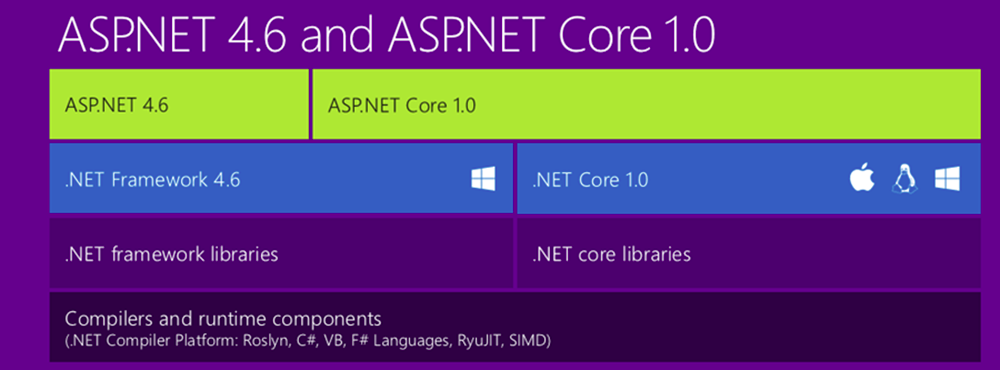 ASP.NET 4.6 and ASP.NET Core 1.0
ASP.NET 4.6
ASP.NET Core 1.0
.NET Framework 4.6
.NET Core 1.0
.NET framework libraries
.NET core libraries
Compilers and runtime components
(.NET Compiler Platform: Roslyn, C#, VB, F# Languages, RyuJIT, SIMD)